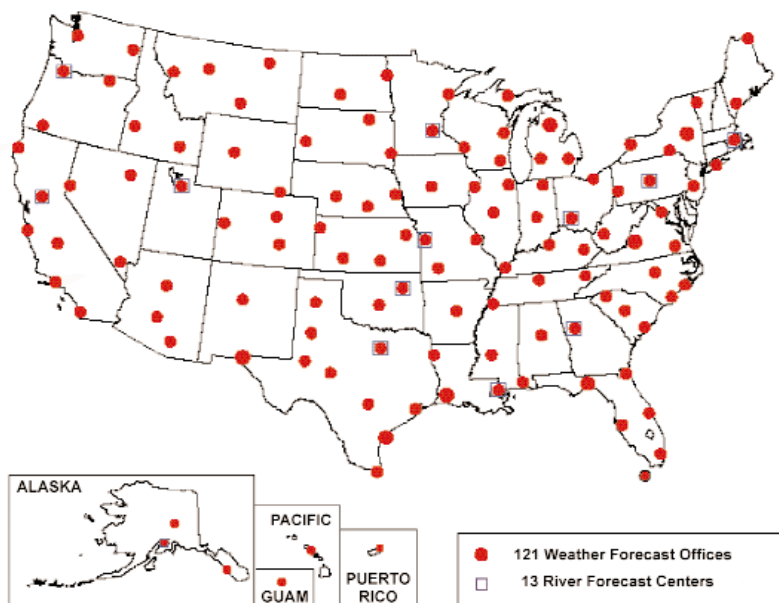 ALASKA
PACIFIC
GUAM
PUERTO
RICO
121 Weather Forecast Offices
13 River Forecast Centers